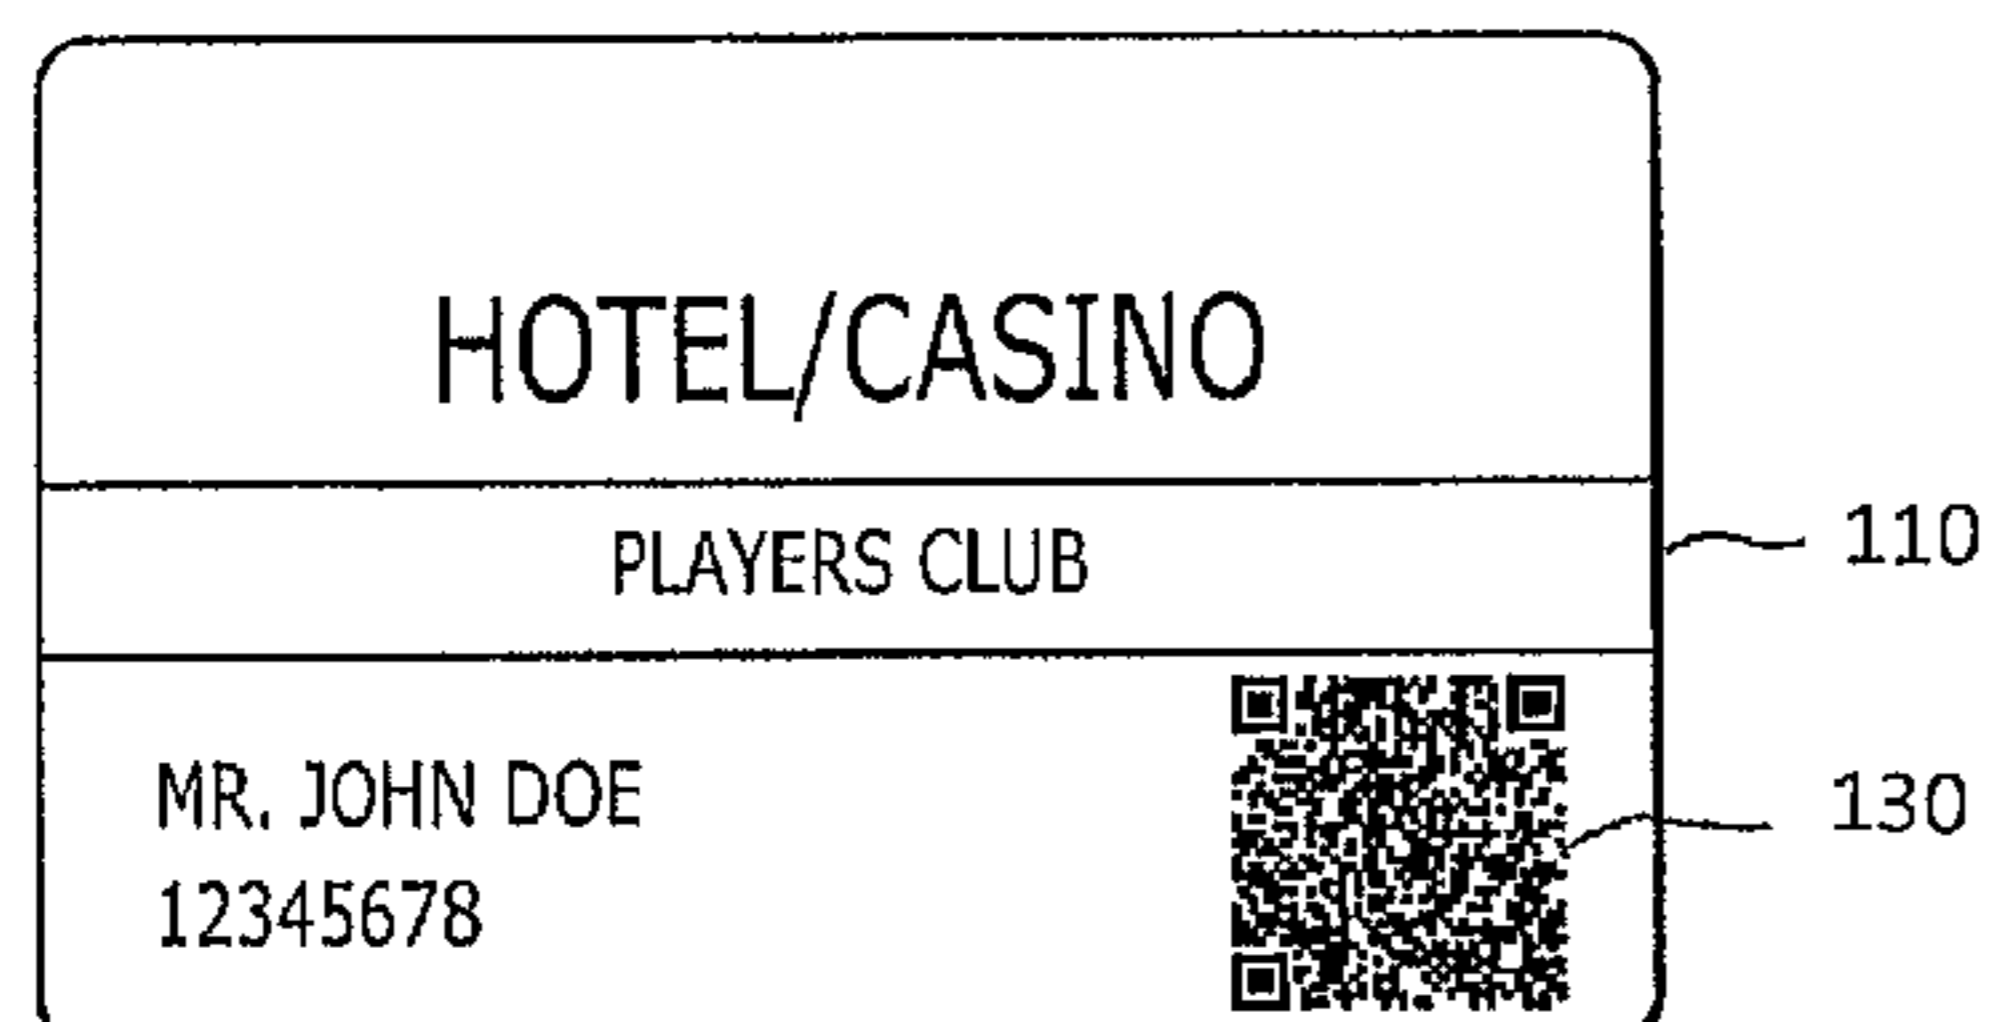 HOTEL/CASINO
PLAYERS CLUB
110
MR. JOHN DOE
130
12345678